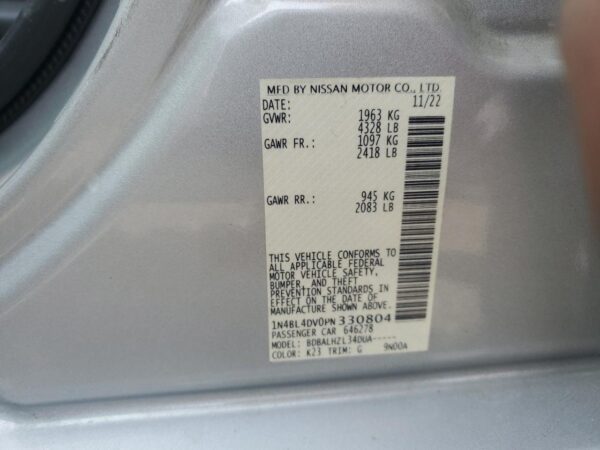 MFD BY NISSAN MOTOR CO., LTD.
DATE: 11/22
GVWR: 1963 KG
4328 LB
GAWR FR.: 1097 KG
2418 LB
GAWR RR.: 945 KG
2083 LB
THIS VEHICLE CONFORMS TO
ALL APPLICABLE FEDERAL
MOTOR VEHICLE SAFETY,
BUMPER, AND THEFT
PREVENTION STANDARDS IN
EFFECT ON THE DATE OF
MANUFACTURE SHOWN ABOVE.
1N4BL4DV0PN330804
PASSENGER CAR 646278
MODEL: BDBALHZL34DUA-----
COLOR: K23 TRIM: G 9N00A